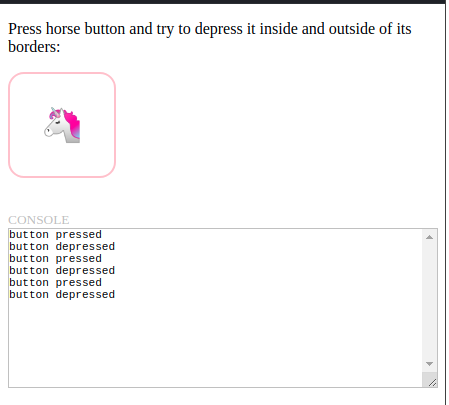 Press horse button and try to depress it inside and outside of its
borders:
CONSOLE
button pressed
button depressed
button pressed
button depressed
button pressed
button depressed